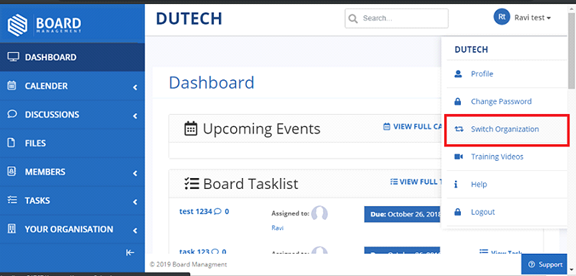 BOARD
MANAGEMENT
DUTECH
Search...
Rt
Ravi test
DASHBOARD
CALENDER
DISCUSSIONS
FILES
MEMBERS
TASKS
YOUR ORGANISATION
Dashboard
Upcoming Events
VIEW FULL CA
Board Tasklist
VIEW FULL T
test 1234 0
Assigned to:
Ravi
Due: October 26, 2018
task 123 0
Assigned to:
View Task
DUTECH
Profile
Change Password
Switch Organization
Training Videos
Help
Logout
© 2019 Board Managment
Support